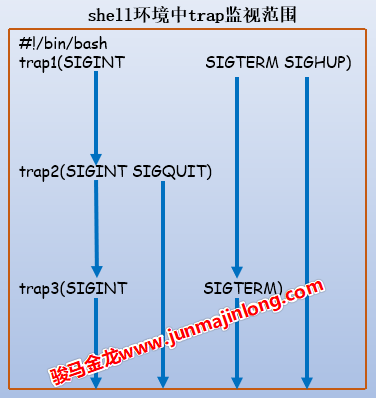 shell环境中trap监视范围
#!/bin/bash
trap1(SIGINT SIGTERM SIGHUP)
trap2(SIGINT SIGQUIT)
trap3(SIGINT SIGTERM)
骏马金龙www.junmajinlong.com